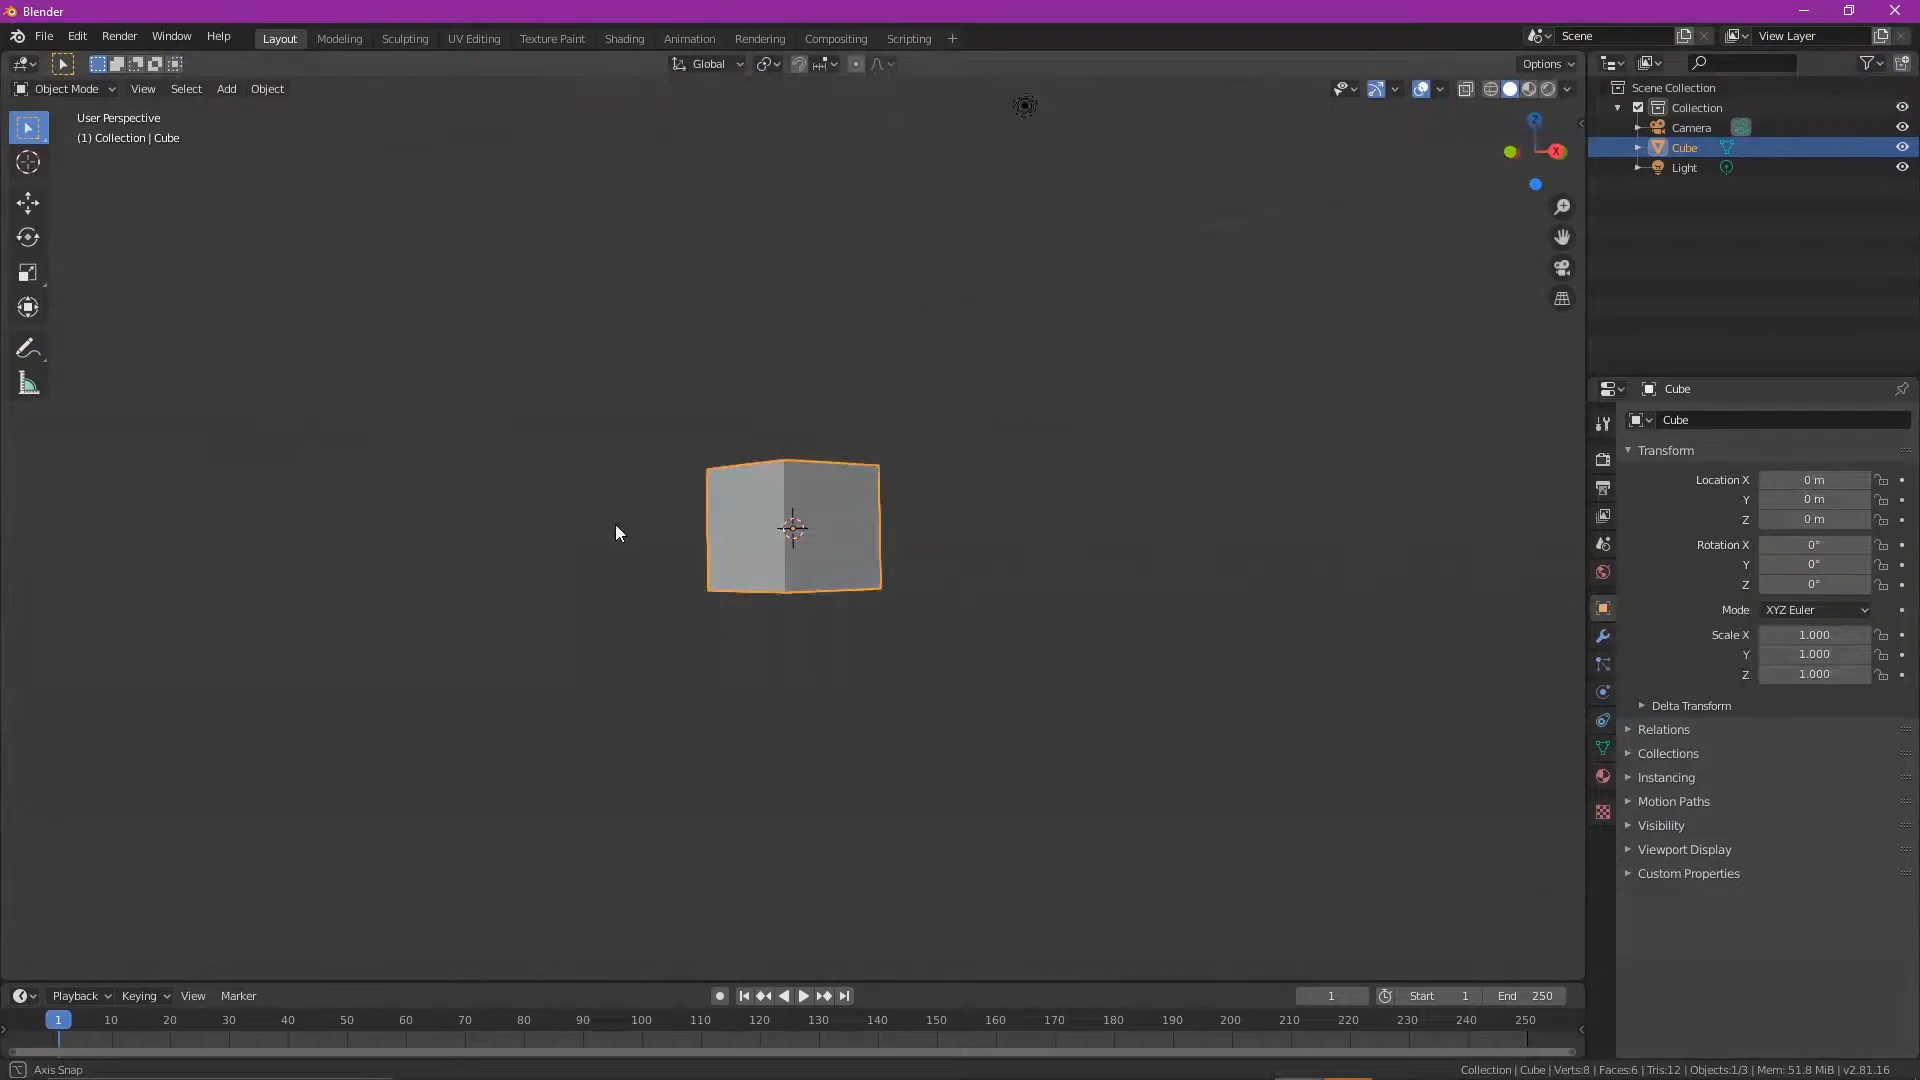 Blender
File Edit Render Window Help
Layout Modeling Sculpting UV Editing Texture Paint Shading Animation Rendering Compositing Scripting +
Scene View Layer
Global
Options
Object Mode View Select Add Object
User Perspective
(1) Collection | Cube
Z
X
Scene Collection
Collection
Camera
Cube
Light
Cube
Cube
Transform
Location X 0 m
Y 0 m
Z 0 m
Rotation X 0°
Y 0°
Z 0°
Mode XYZ Euler
Scale X 1.000
Y 1.000
Z 1.000
Delta Transform
Relations
Collections
Instancing
Motion Paths
Visibility
Viewport Display
Custom Properties
Playback Keying View Marker
1 Start 1 End 250
1 10 20 30 40 50 60 70 80 90 100 110 120 130 140 150 160 170 180 190 200 210 220 230 240 250
Axis Snap
Collection | Cube | Verts:8 | Faces:6 | Tris:12 | Objects:1/3 | Mem: 51.8 MiB | v2.81.16